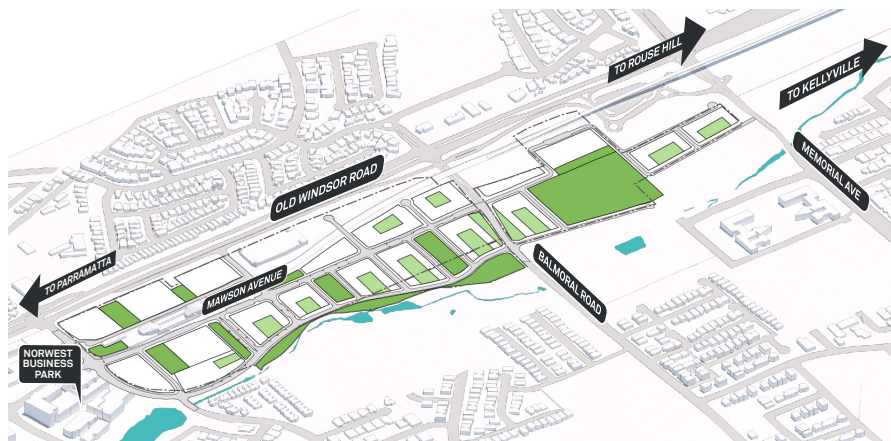 TO ROUSE HILL
TO KELLYVILLE
MEMORIAL AVE
OLD WINDSOR ROAD
BALMORAL ROAD
TO PARRAMATTA
MAWSON AVENUE
NORWEST
BUSINESS
PARK